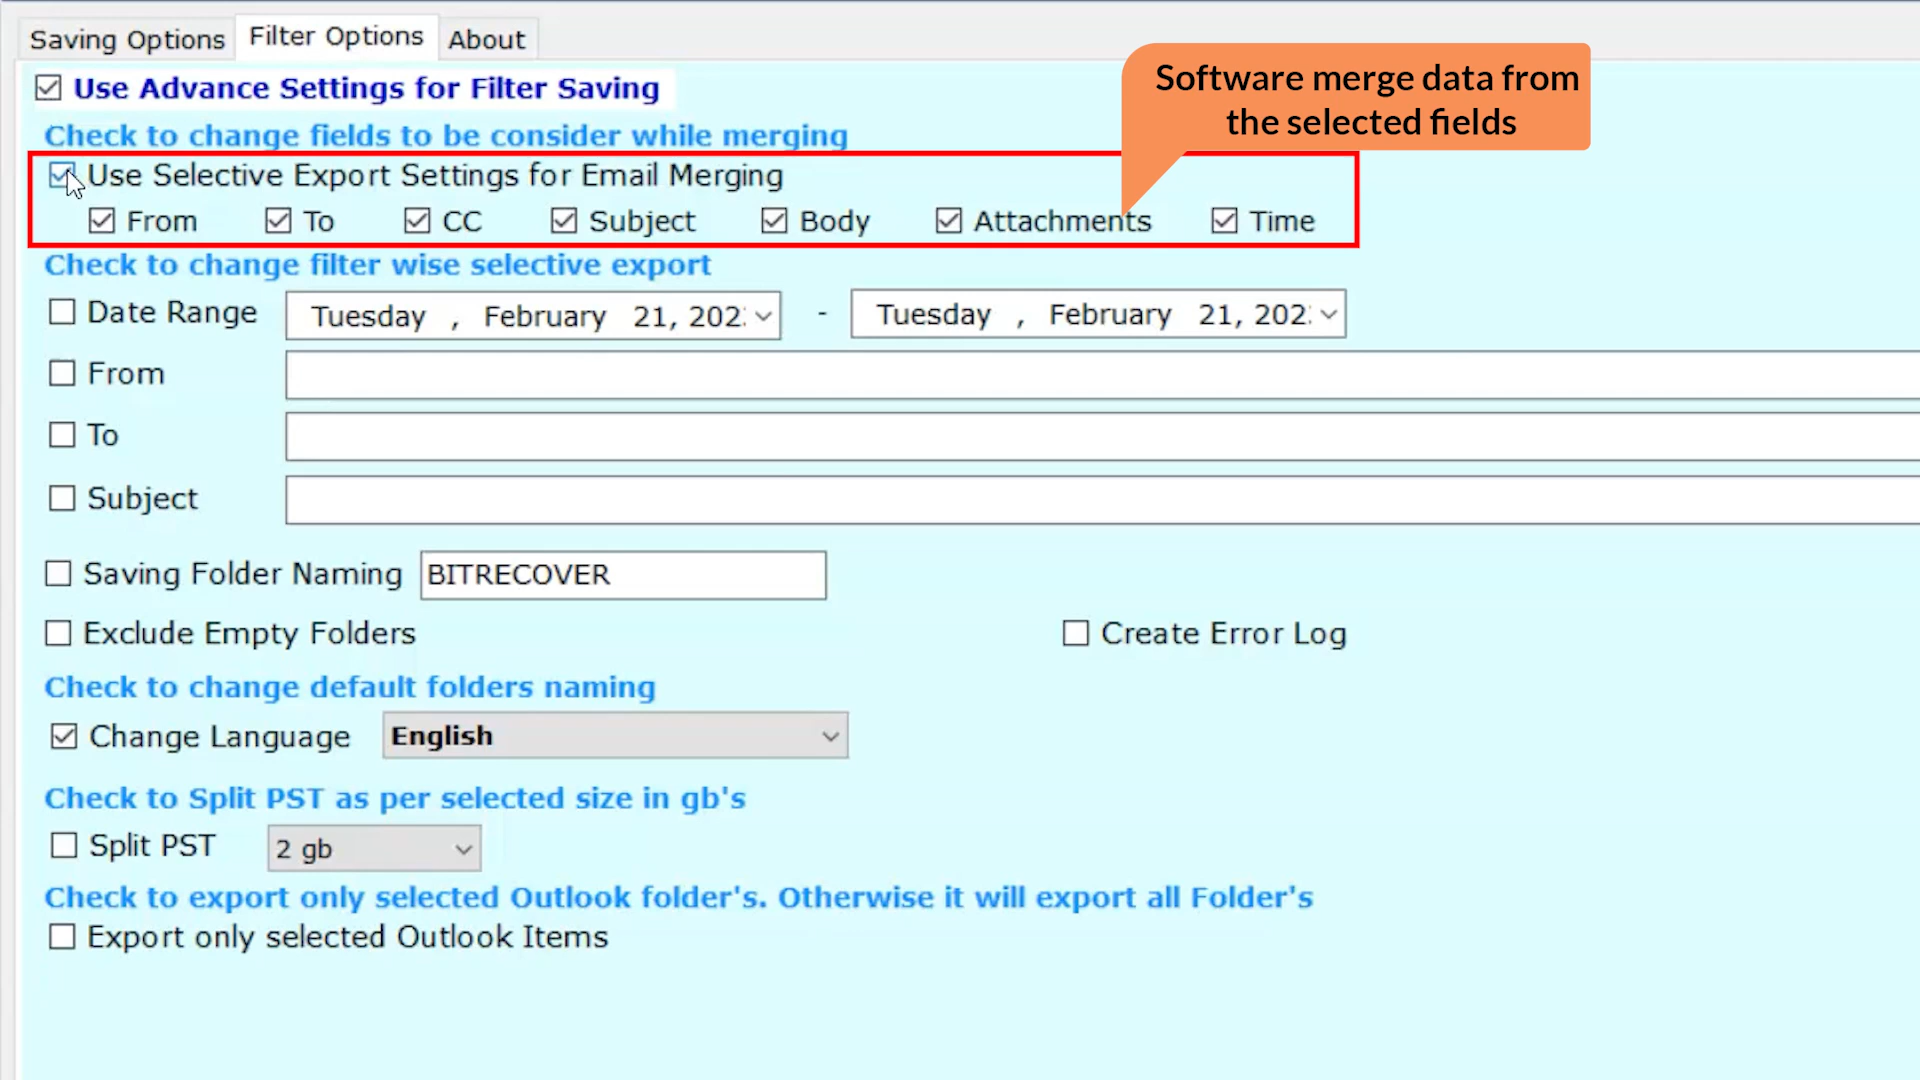 Saving Options Filter Options About
Software merge data from
the selected fields
Use Advance Settings for Filter Saving
Check to change fields to be consider while merging
Use Selective Export Settings for Email Merging
From To CC Subject Body Attachments Time
Check to change filter wise selective export
Date Range Tuesday , February 21, - Tuesday , February 21,
From
To
Subject
Saving Folder Naming BITRECOVER
Exclude Empty Folders Create Error Log
Check to change default folders naming
Change Language English
Check to Split PST as per selected size in gb's
Split PST 2 gb
Check to export only selected Outlook folder's. Otherwise it will export all Folder's
Export only selected Outlook Items